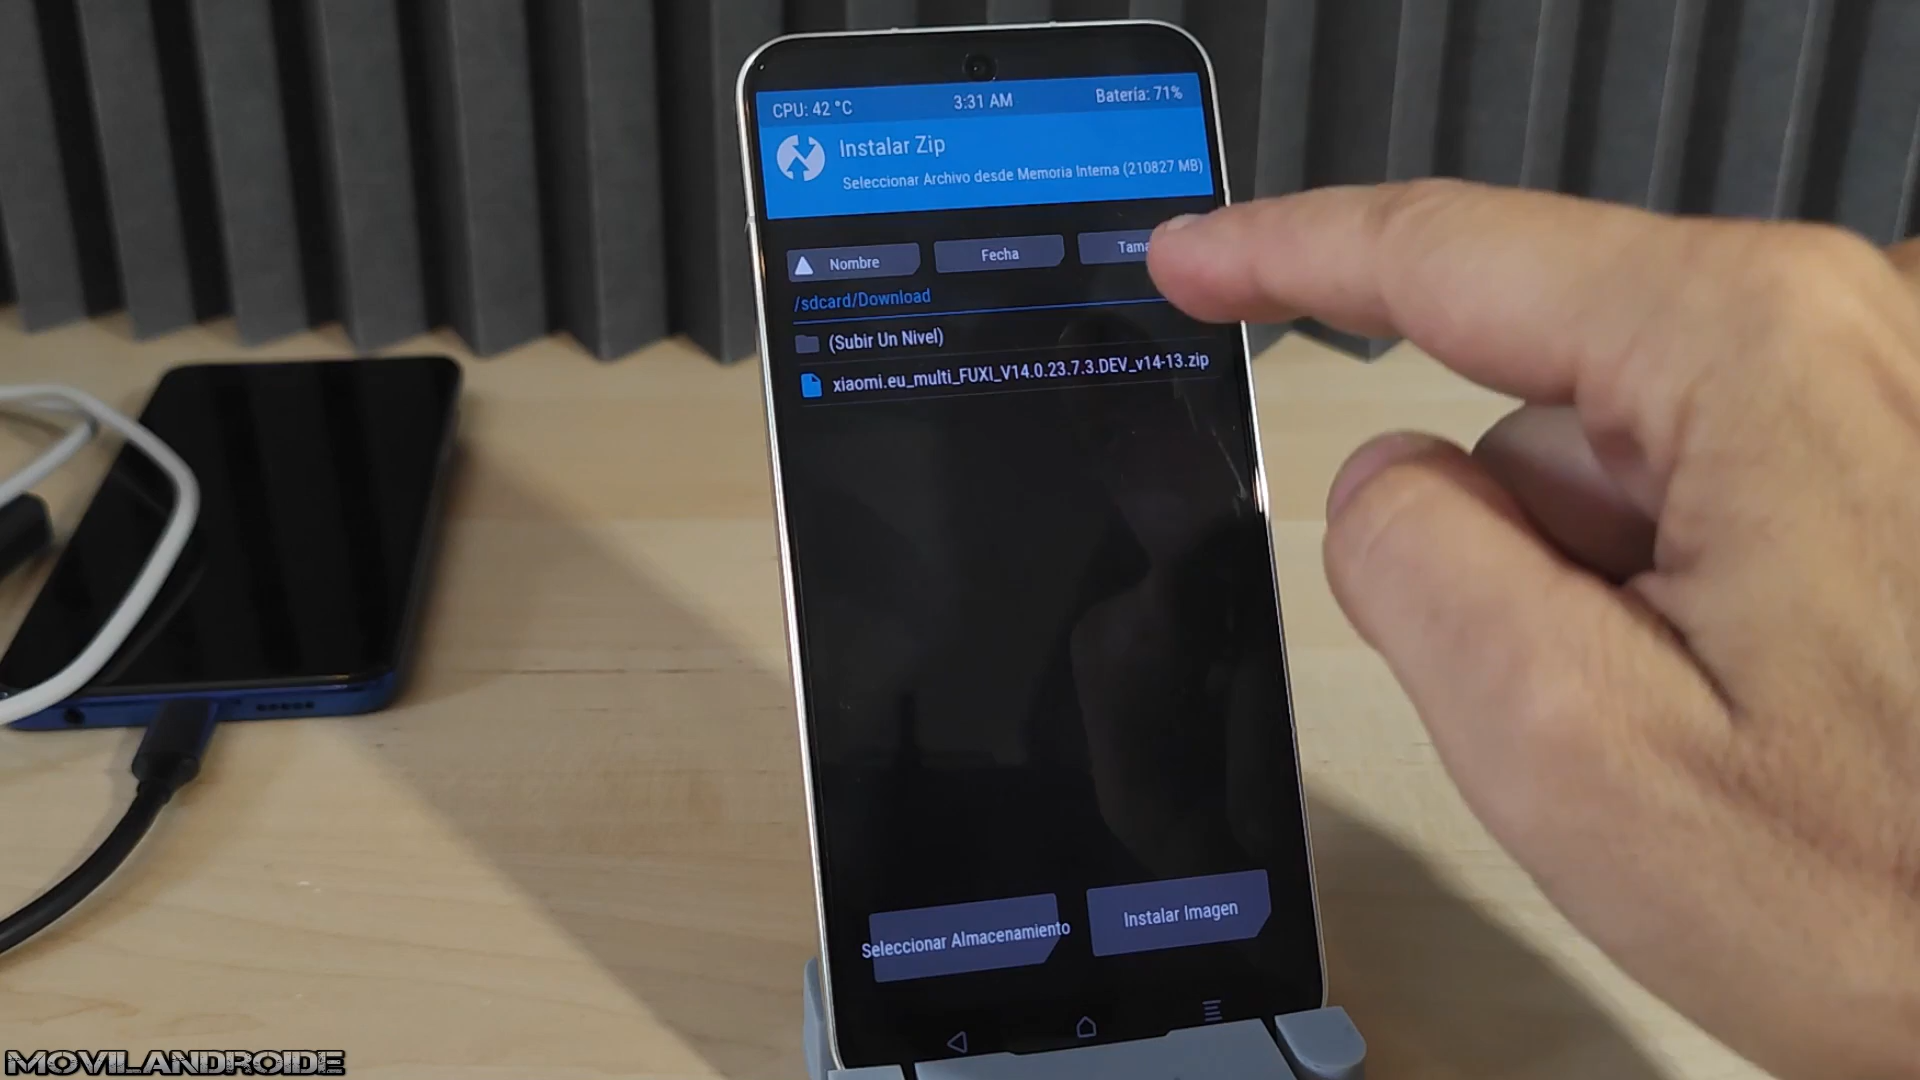 CPU: 42 °C 3:31 AM Batería: 71%
Instalar Zip
Seleccionar Archivo desde Memoria Interna (210827 MB)
Nombre Fecha
/sdcard/Download
(Subir Un Nivel)
xiaomi.eu_multi_FUXI_V14.0.23.7.3.DEV_v14-13.zip
Seleccionar Almacenamiento Instalar Imagen
MOVILANDROIDE